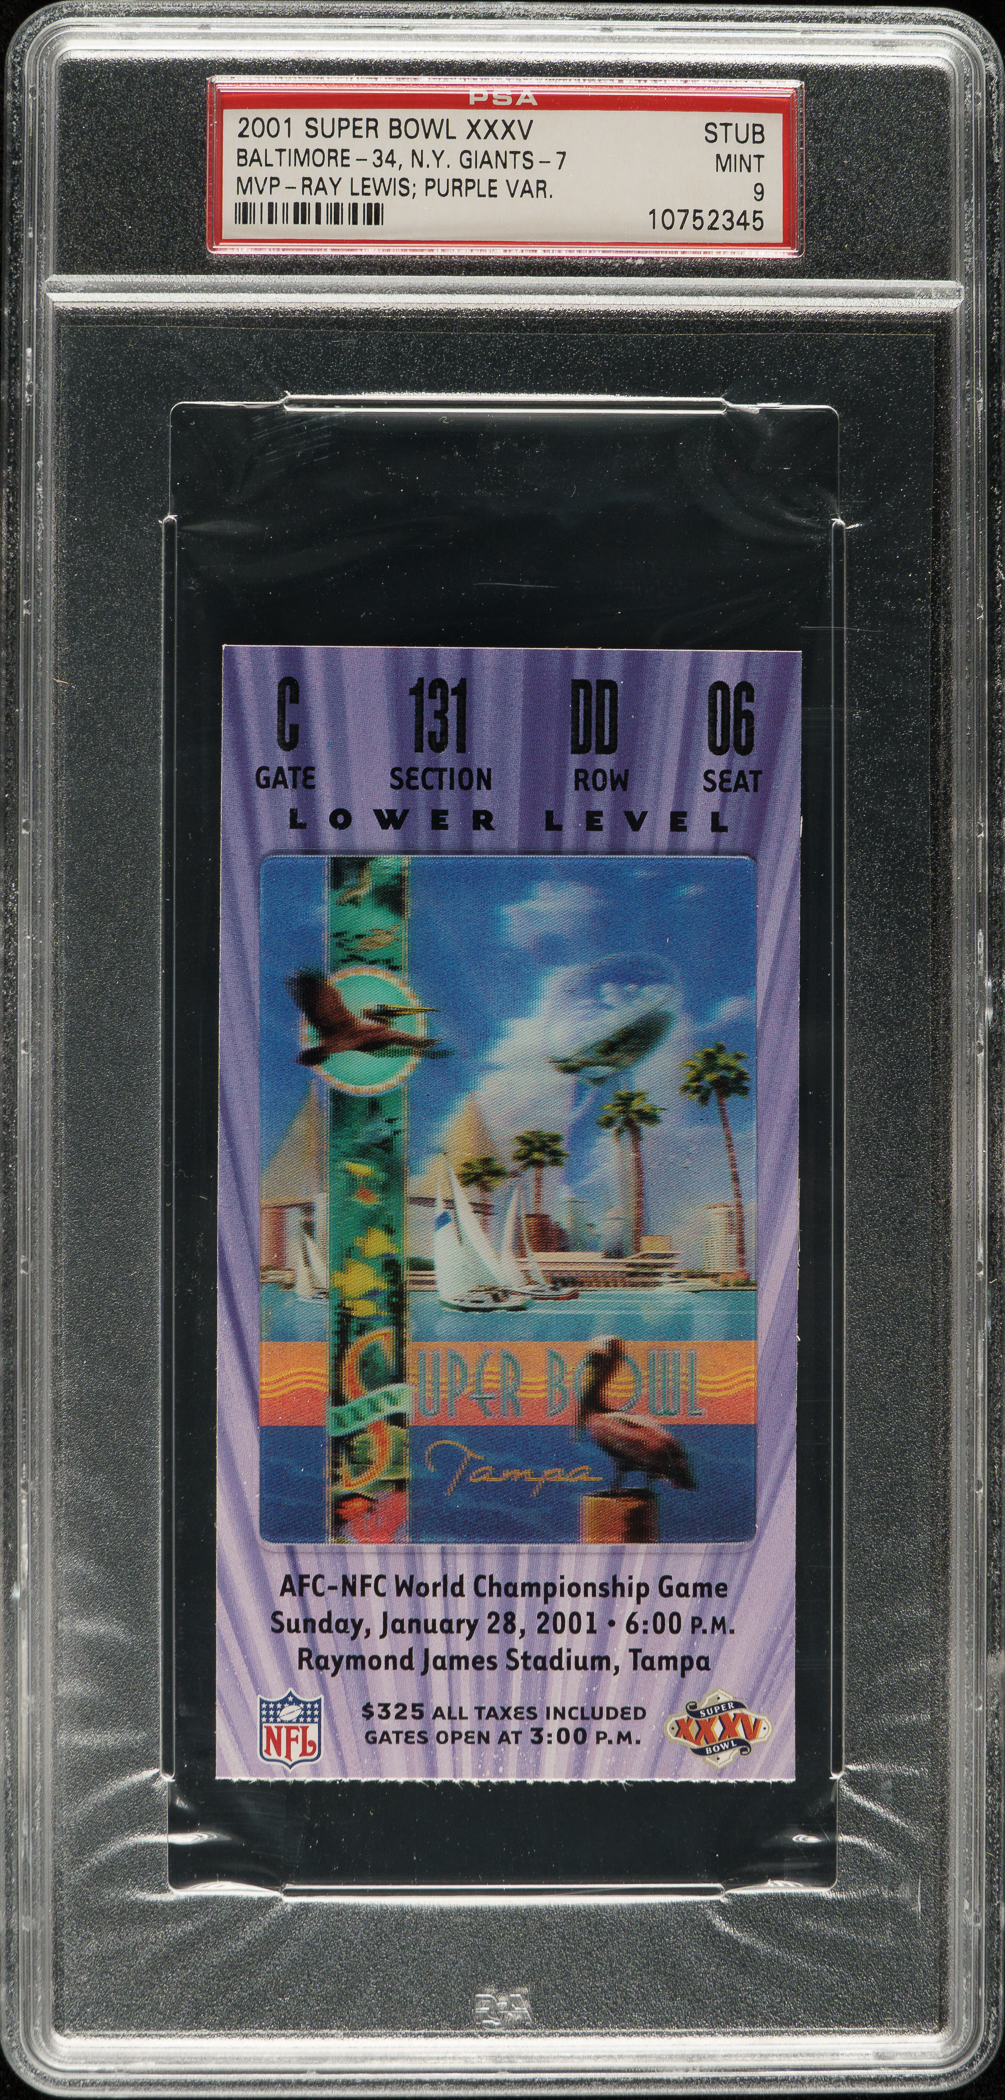 PSA
2001 SUPER BOWL XXXV STUB
BALTIMORE-34, N.Y. GIANTS-7 MINT
MVP-RAY LEWIS; PURPLE VAR. 9
10752345
C 131 DD 06
GATE SECTION ROW SEAT
LOWER LEVEL
SUPER BOWL
Tampa
AFC-NFC World Championship Game
Sunday, January 28, 2001 • 6:00 P.M.
Raymond James Stadium, Tampa
$325 ALL TAXES INCLUDED
GATES OPEN AT 3:00 P.M.
NFL
SUPER
XXXV
BOWL
PSA